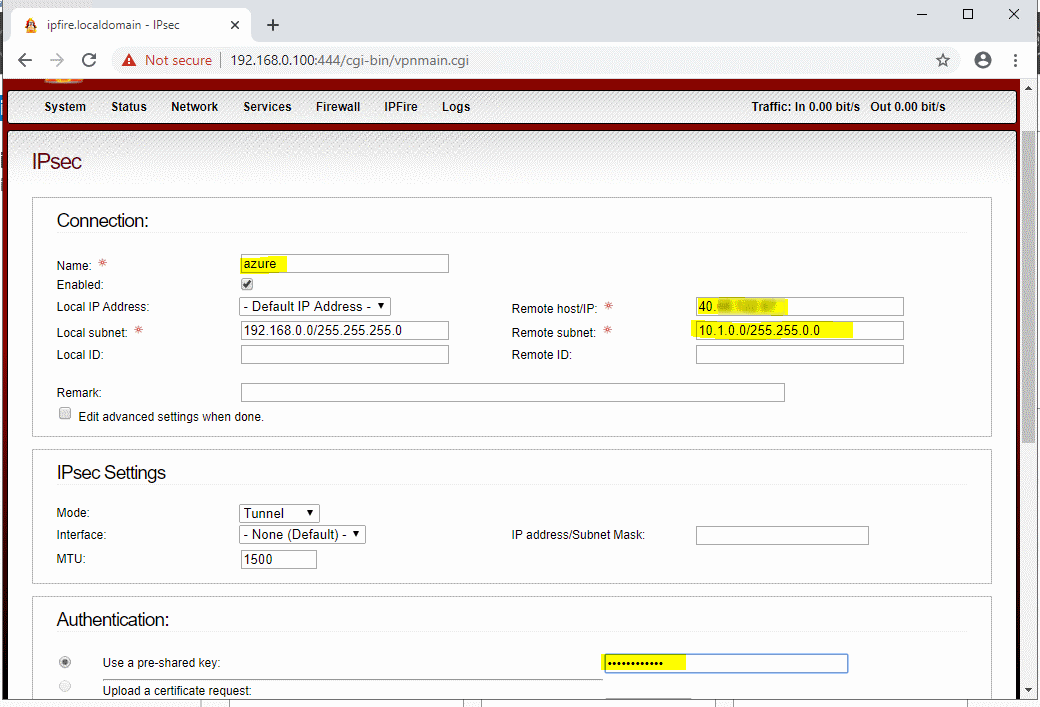 ipfire.localdomain - IPsec
Not secure 192.168.0.100:444/cgi-bin/vpnmain.cgi
System Status Network Services Firewall IPFire Logs Traffic: In 0.00 bit/s Out 0.00 bit/s
IPsec
Connection:
Name: azure
Enabled:
Local IP Address: - Default IP Address - Remote host/IP: 40.
Local subnet: 192.168.0.0/255.255.255.0 Remote subnet: 10.1.0.0/255.255.0.0
Local ID: Remote ID:
Remark:
Edit advanced settings when done.
IPsec Settings
Mode: Tunnel
Interface: - None (Default) - IP address/Subnet Mask:
MTU: 1500
Authentication:
Use a pre-shared key: ••••••••••••
Upload a certificate request: